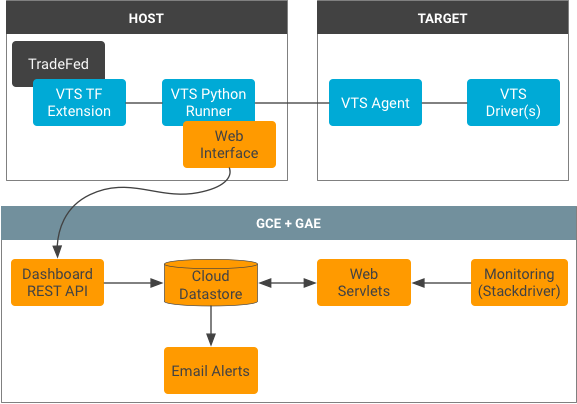 HOST
TARGET
TradeFed
VTS TF
Extension
VTS Python
Runner
VTS Agent
VTS
Driver(s)
Web
Interface
GCE + GAE
Dashboard
REST API
Cloud
Datastore
Web
Servlets
Monitoring
(Stackdriver)
Email Alerts